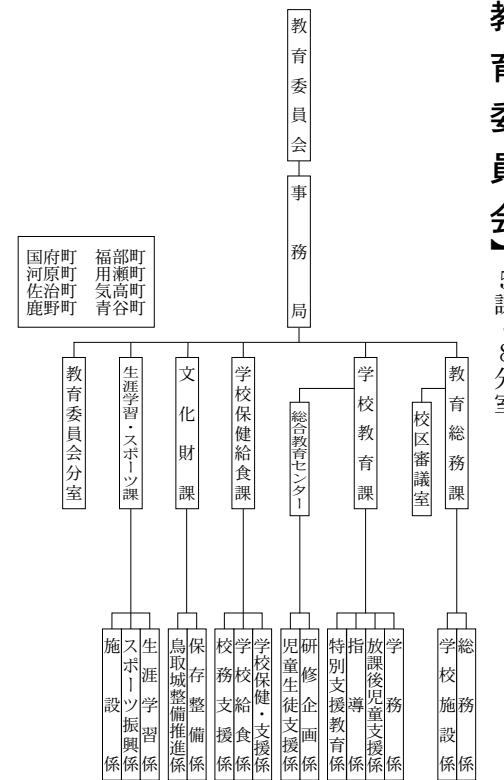 教育委員会】
5課・8分室
教育委員会
事務局
教育総務課
校区審議室
総務係
学校施設係
学校教育課
学務係
放課後児童支援係
指導係
特別支援教育係
総合教育センター
研修企画係
児童生徒支援係
学校保健給食課
学校保健・支援係
学校給食係
校務支援係
文化財課
保存整備係
鳥取城整備推進係
生涯学習・スポーツ課
生涯学習係
スポーツ振興係
施設係
教育委員会分室
国府町 福部町
河原町 用瀬町
佐治町 気高町
鹿野町 青谷町